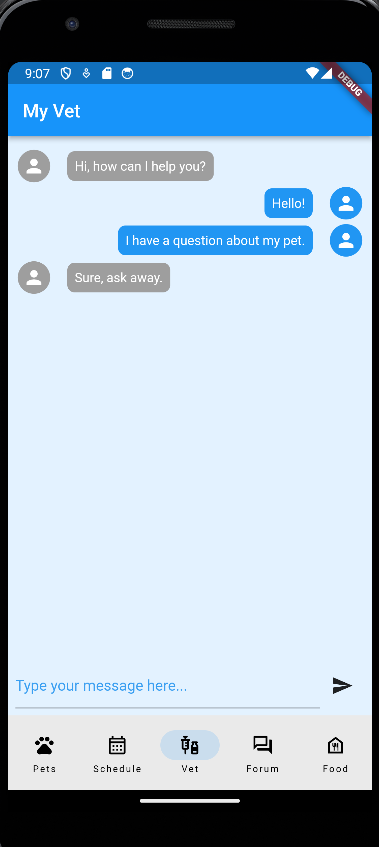 9:07
DEBUG
My Vet
Hi, how can I help you?
Hello!
I have a question about my pet.
Sure, ask away.
Type your message here...
Pets
Schedule
Vet
Forum
Food